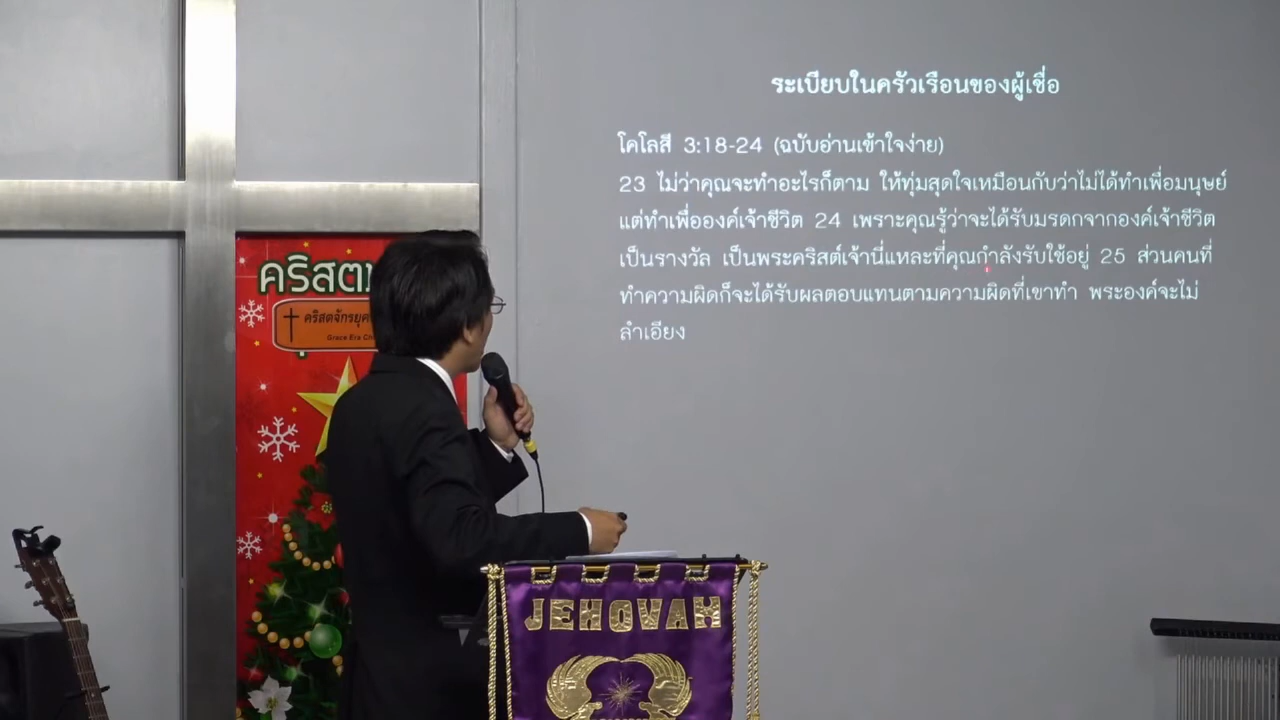 ระเบียบในครัวเรือนของผู้เชื่อ
โคโลสี 3:18-24 (ฉบับอ่านเข้าใจง่าย)
23 ไม่ว่าคุณจะทำอะไรก็ตาม ให้ทุ่มสุดใจเหมือนกับว่าไม่ได้ทำเพื่อมนุษย์
แต่ทำเพื่อองค์เจ้าชีวิต 24 เพราะคุณรู้ว่าจะได้รับมรดกจากองค์เจ้าชีวิต
เป็นรางวัล เป็นพระคริสต์เจ้านี่แหละที่คุณกำลังรับใช้อยู่ 25 ส่วนคนที่
ทำความผิดก็จะได้รับผลตอบแทนตามความผิดที่เขาทำ พระองค์จะไม่
ลำเอียง
คริสต
คริสตจักรยุค
Grace Era
JEHOVAH